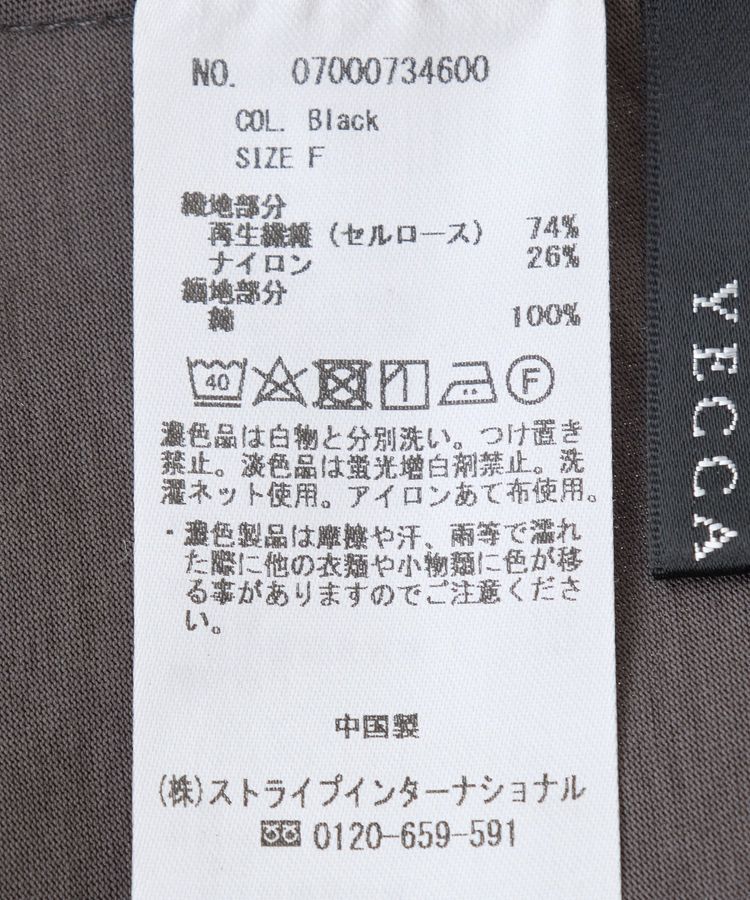 NO. 07000734600
COL. Black
SIZE F
織地部分
再生繊維（セルロース） 74%
ナイロン 26%
編地部分
綿 100%
40
F
濃色品は白物と分別洗い。つけ置き
禁止。淡色品は蛍光増白剤禁止。洗
濯ネット使用。アイロンあて布使用。
・濃色製品は摩擦や汗、雨等で濡れ
た際に他の衣類や小物類に色が移
る事がありますのでご注意くださ
い。
中国製
(株)ストライプインターナショナル
0120-659-591
YECCA